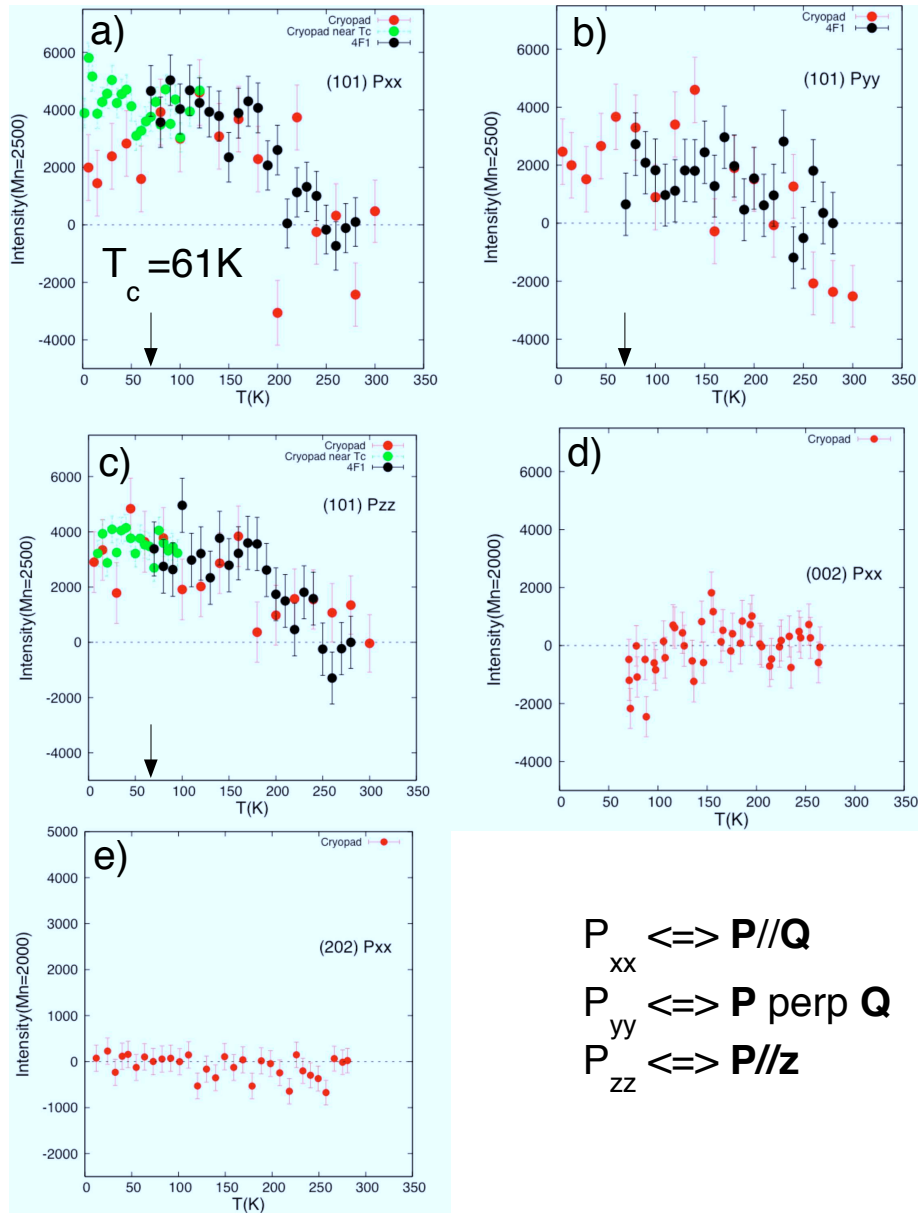 a)
Cryopad
Cryopad near Tc
4F1
(101) Pxx
6000
4000
2000
0
-2000
-4000
Intensity(Mn=2500)
T
c
=61K
0 50 100 150 200 250 300 350
T(K)
b)
Cryopad
4F1
(101) Pyy
6000
4000
2000
0
-2000
-4000
Intensity(Mn=2500)
0 50 100 150 200 250 300 350
T(K)
c)
Cryopad
Cryopad near Tc
4F1
(101) Pzz
6000
4000
2000
0
-2000
-4000
Intensity(Mn=2500)
0 50 100 150 200 250 300 350
T(K)
d)
Cryopad
(002) Pxx
6000
4000
2000
0
-2000
-4000
Intensity(Mn=2000)
0 50 100 150 200 250 300 350
T(K)
e)
Cryopad
(202) Pxx
5000
4000
3000
2000
1000
0
-1000
-2000
Intensity(Mn=2000)
0 50 100 150 200 250 300 350
T(K)
P xx <=> P//Q
P yy <=> P perp Q
P zz <=> P//z